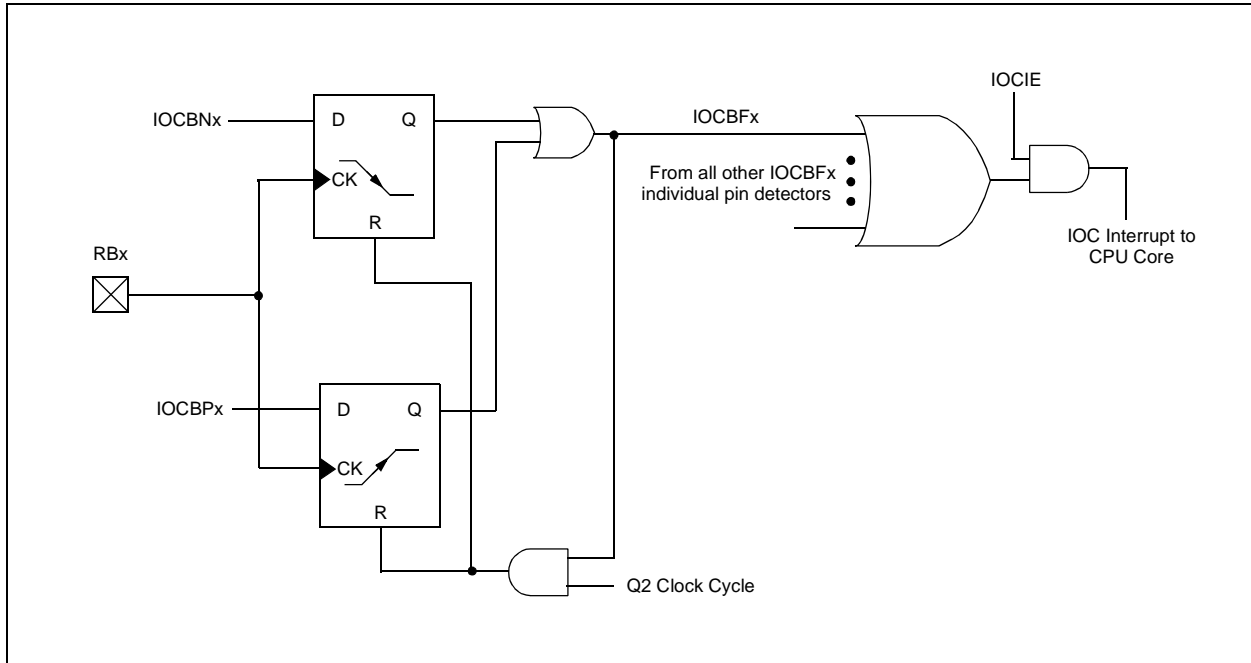 IOCIE
IOCBNx
D
Q
IOCBFx
CK
From all other IOCBFx
individual pin detectors
R
RBx
IOC Interrupt to
CPU Core
IOCBPx
D
Q
CK
R
Q2 Clock Cycle